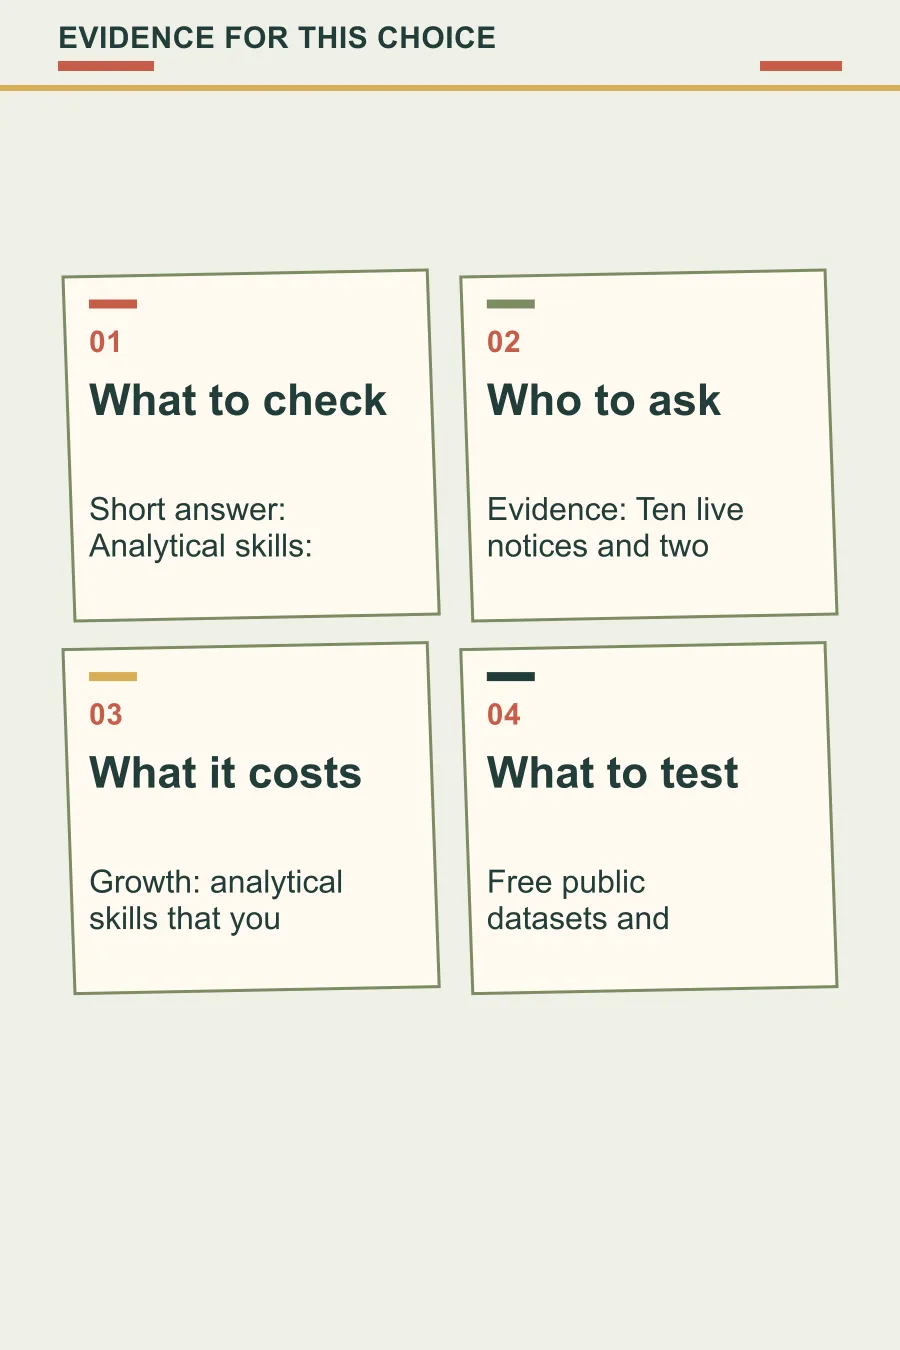 EVIDENCE FOR THIS CHOICE
01
What to check
Short answer:
Analytical skills:
02
Who to ask
Evidence: Ten live
notices and two
03
What it costs
Growth: analytical
skills that you
04
What to test
Free public
datasets and